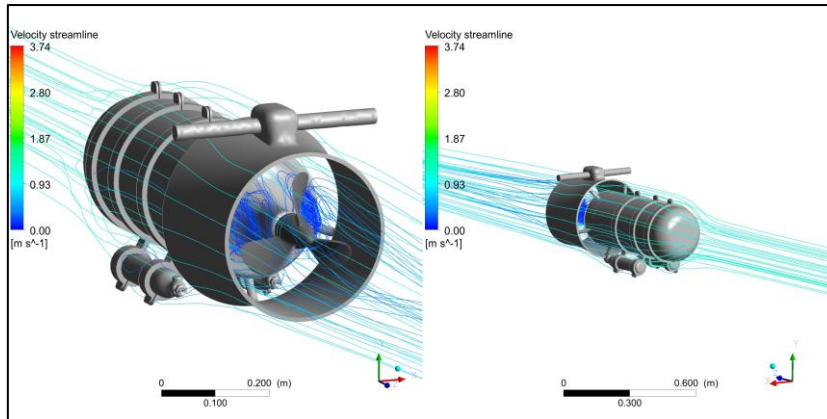 Velocity streamline
3.74
2.80
1.87
0.93
0.00
[m s^-1]
0 0.200 (m)
0.100
Y
X
Z
Velocity streamline
3.74
2.80
1.87
0.93
0.00
[m s^-1]
0 0.600 (m)
0.300
Y
X
Z